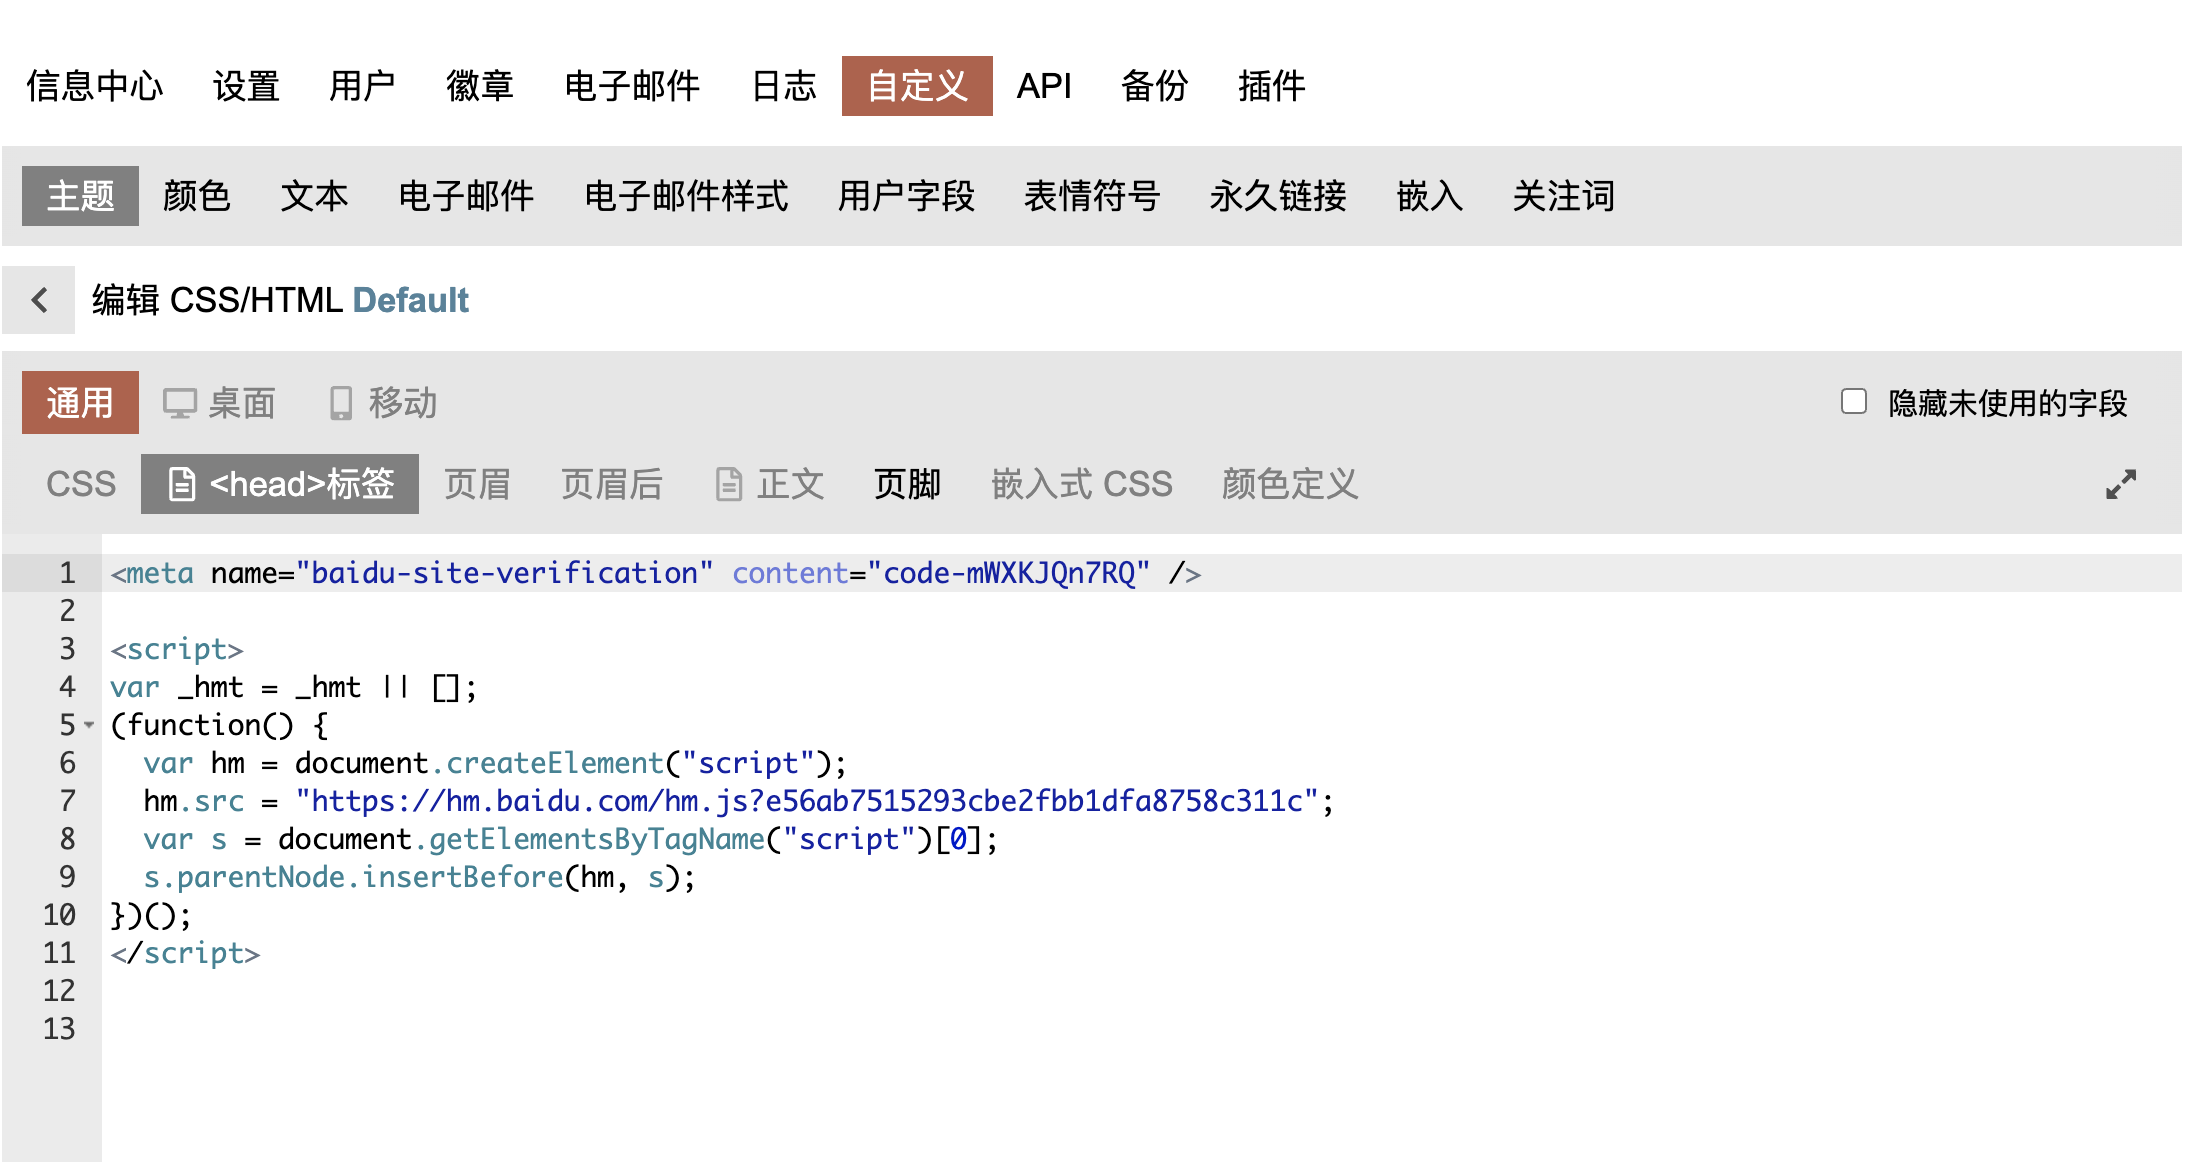 信息中心 设置 用户 徽章 电子邮件 日志 自定义 API 备份 插件
主题 颜色 文本 电子邮件 电子邮件样式 用户字段 表情符号 永久链接 嵌入 关注词
编辑 CSS/HTML Default
通用 桌面 移动 隐藏未使用的字段
CSS <head>标签 页眉 页眉后 正文 页脚 嵌入式 CSS 颜色定义
1 <meta name="baidu-site-verification" content="code-mWXKJQn7RQ" />
2
3 <script>
4 var _hmt = _hmt || [];
5 (function() {
6   var hm = document.createElement("script");
7   hm.src = "https://hm.baidu.com/hm.js?e56ab7515293cbe2fbb1dfa8758c311c";
8   var s = document.getElementsByTagName("script")[0];
9   s.parentNode.insertBefore(hm, s);
10 })();
11 </script>
12
13